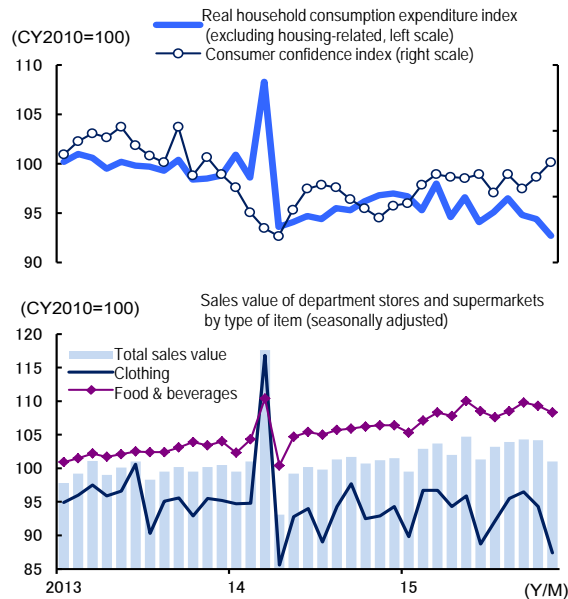 Real household consumption expenditure index
(excluding housing-related, left scale)
(CY2010=100)
Consumer confidence index (right scale)
110
105
100
95
90
(CY2010=100)
Sales value of department stores and supermarkets
by type of item (seasonally adjusted)
120
115
110
105
100
95
90
85
Total sales value
Clothing
Food & beverages
2013
14
15
(Y/M)